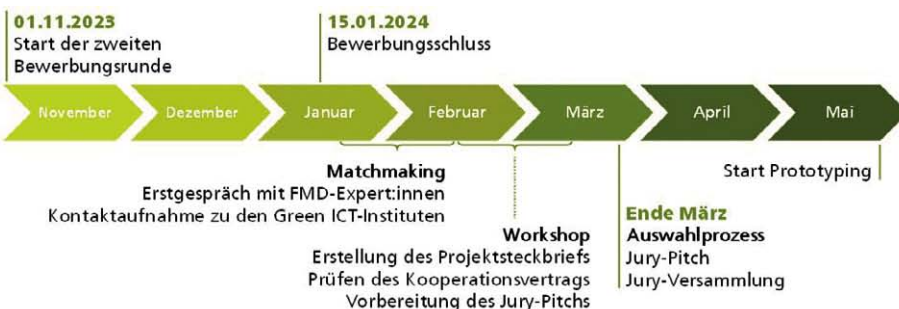 01.11.2023
Start der zweiten
Bewerbungsrunde
15.01.2024
Bewerbungsschluss
November
Dezember
Januar
Februar
März
April
Mai
Matchmaking
Erstgespräch mit FMD-Expert:innen
Kontaktaufnahme zu den Green ICT-Instituten
Workshop
Erstellung des Projektsteckbriefs
Prüfen des Kooperationsvertrags
Vorbereitung des Jury-Pitchs
Ende März
Auswahlprozess
Jury-Pitch
Jury-Versammlung
Start Prototyping